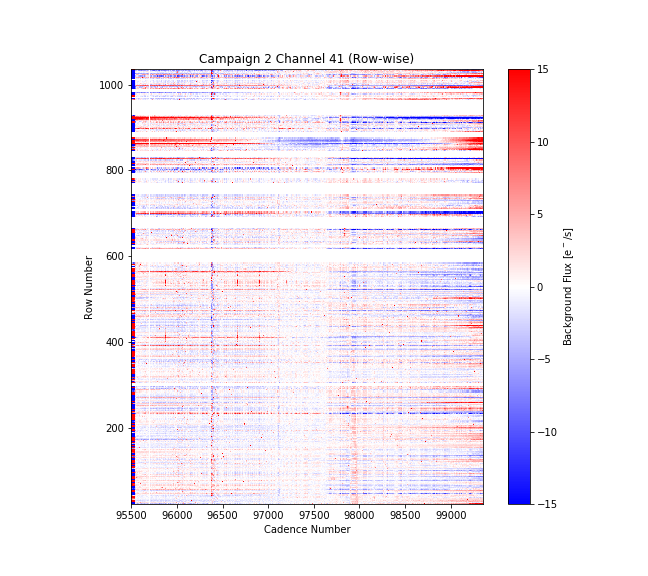 Campaign 2 Channel 41 (Row-wise)
1000
800
600
400
200
Row Number
95500 96000 96500 97000 97500 98000 98500 99000
Cadence Number
15
10
5
0
−5
−10
−15
Background Flux [e⁻/s]